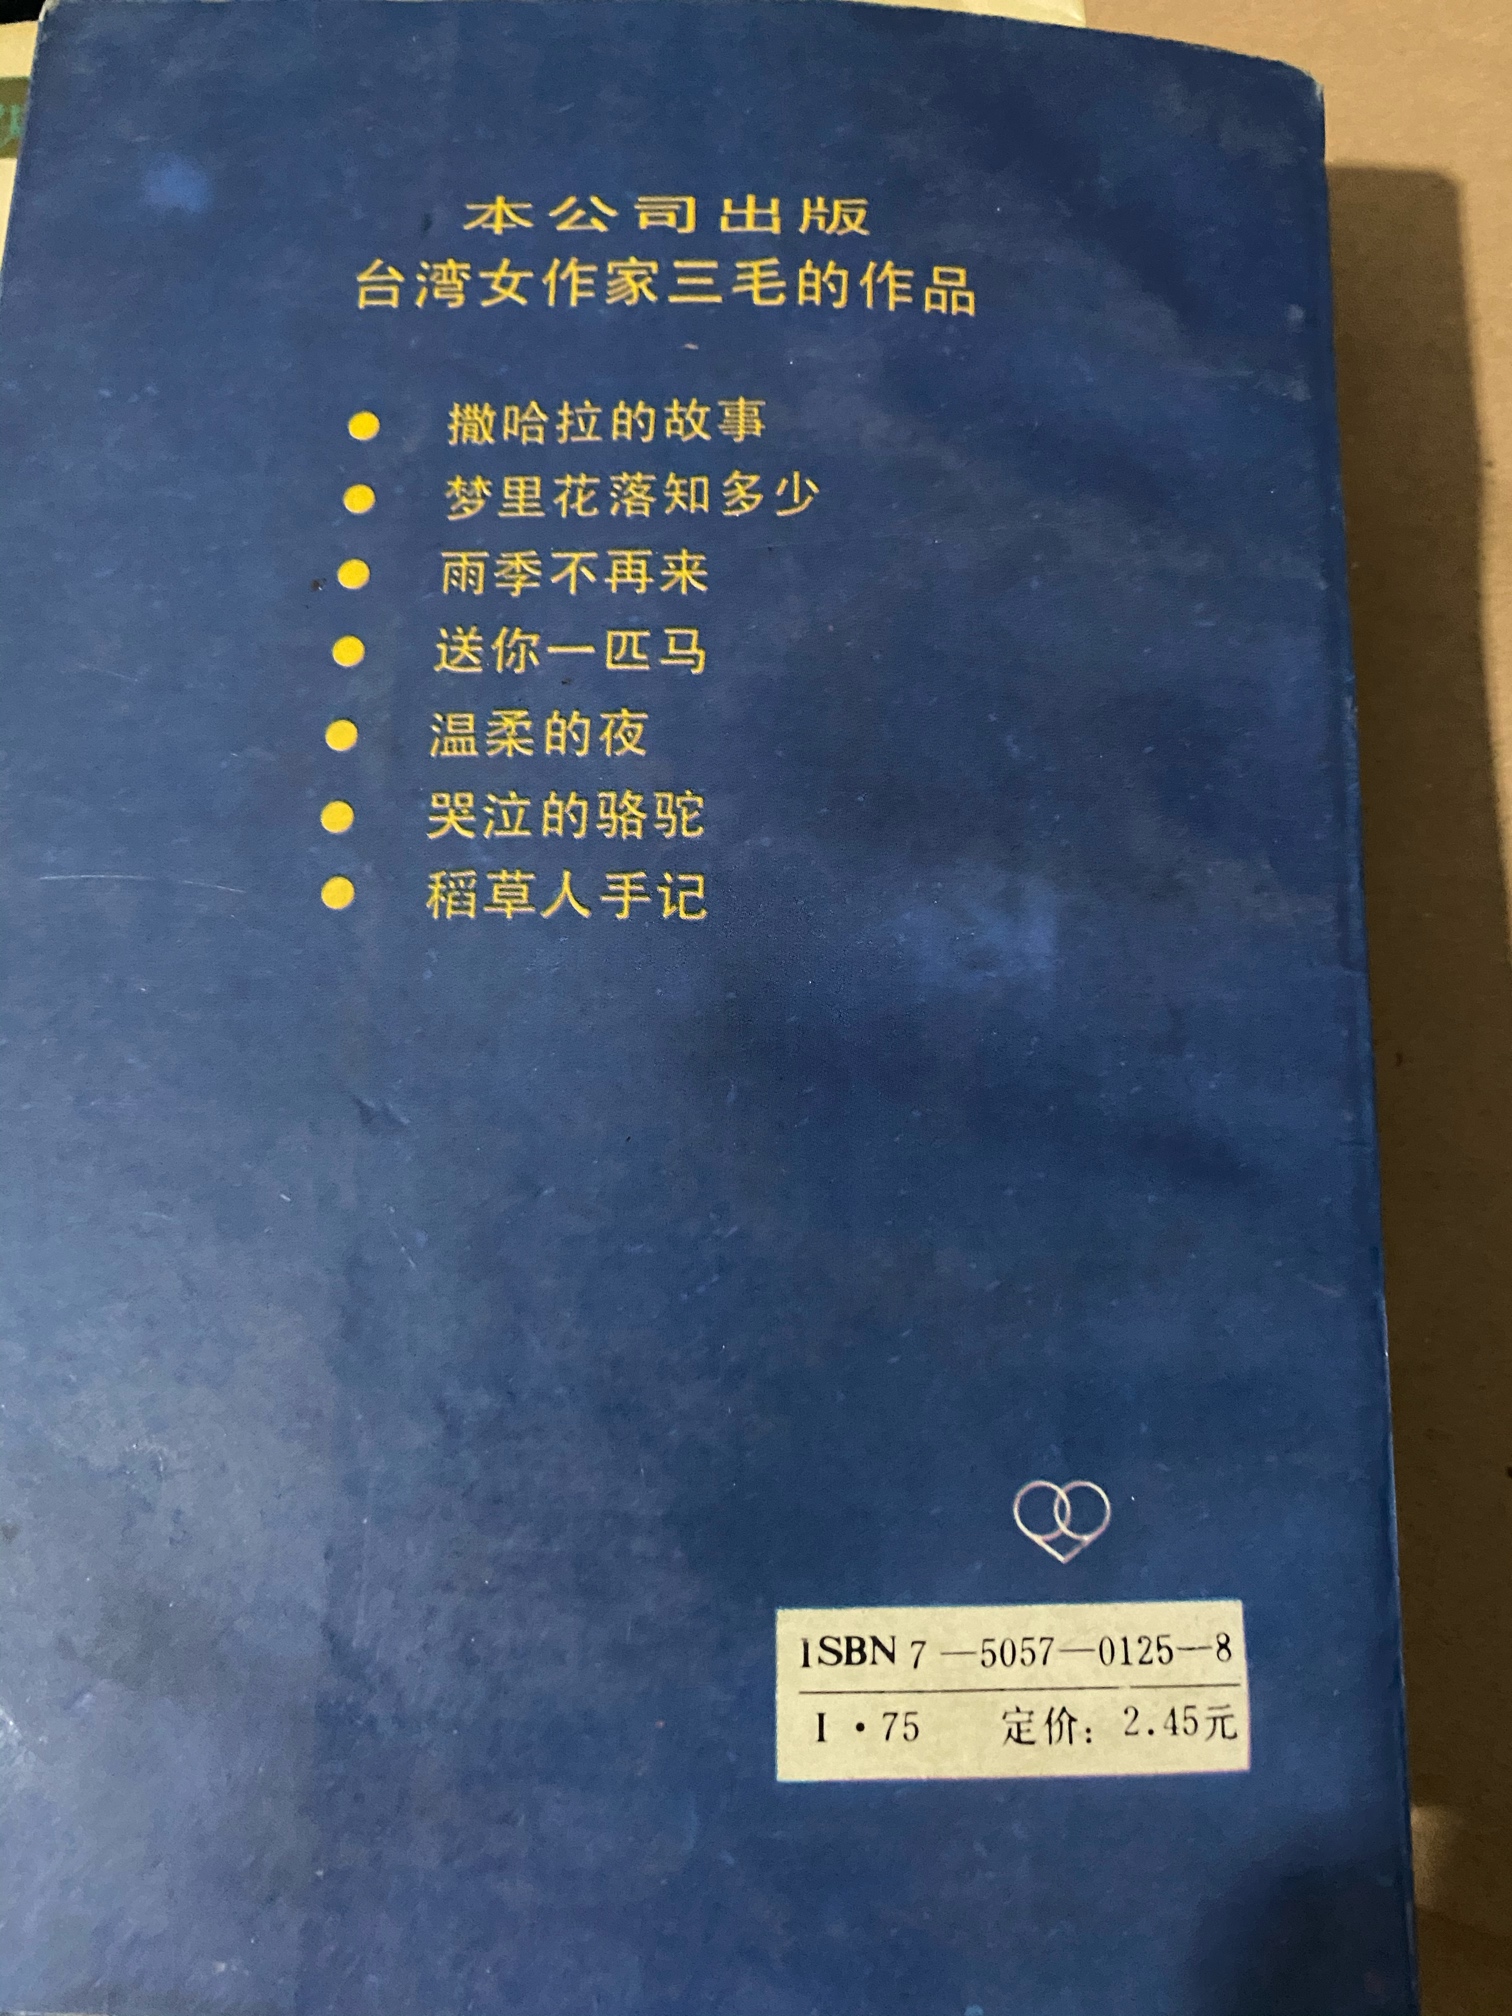 本公司出版
台湾女作家三毛的作品
● 撒哈拉的故事
● 梦里花落知多少
● 雨季不再来
● 送你一匹马
● 温柔的夜
● 哭泣的骆驼
● 稻草人手记
ISBN 7—5057—0125—8
I·75 定价：2.45元